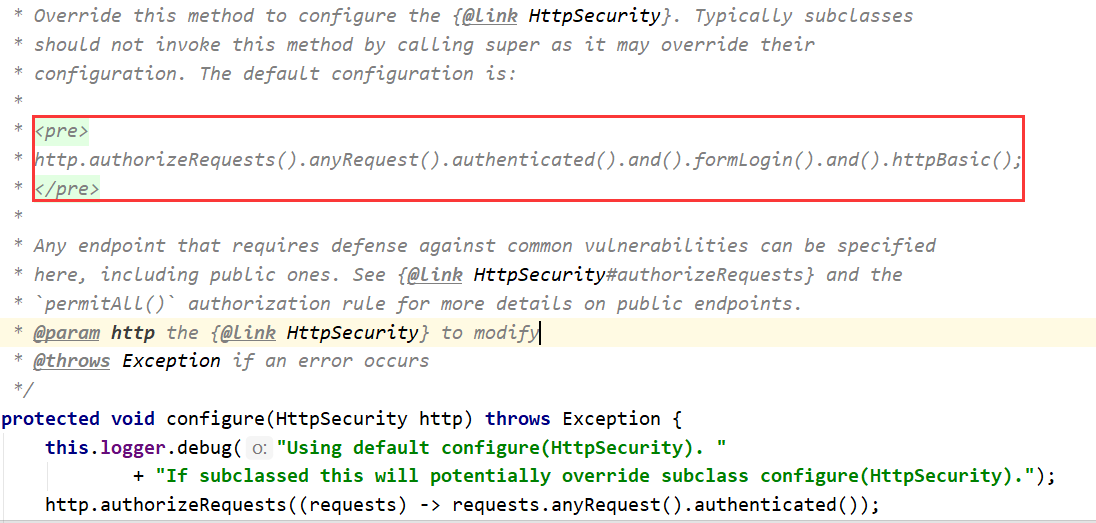 * Override this method to configure the {@link HttpSecurity}. Typically subclasses
* should not invoke this method by calling super as it may override their
* configuration. The default configuration is:
*
* <pre>
* http.authorizeRequests().anyRequest().authenticated().and().formLogin().and().httpBasic();
* </pre>
*
* Any endpoint that requires defense against common vulnerabilities can be specified
* here, including public ones. See {@link HttpSecurity#authorizeRequests} and the
* `permitAll()` authorization rule for more details on public endpoints.
* @param http the {@link HttpSecurity} to modify
* @throws Exception if an error occurs
*/
protected void configure(HttpSecurity http) throws Exception {
this.logger.debug( o: "Using default configure(HttpSecurity). "
+ "If subclassed this will potentially override subclass configure(HttpSecurity).");
http.authorizeRequests((requests) -> requests.anyRequest().authenticated());